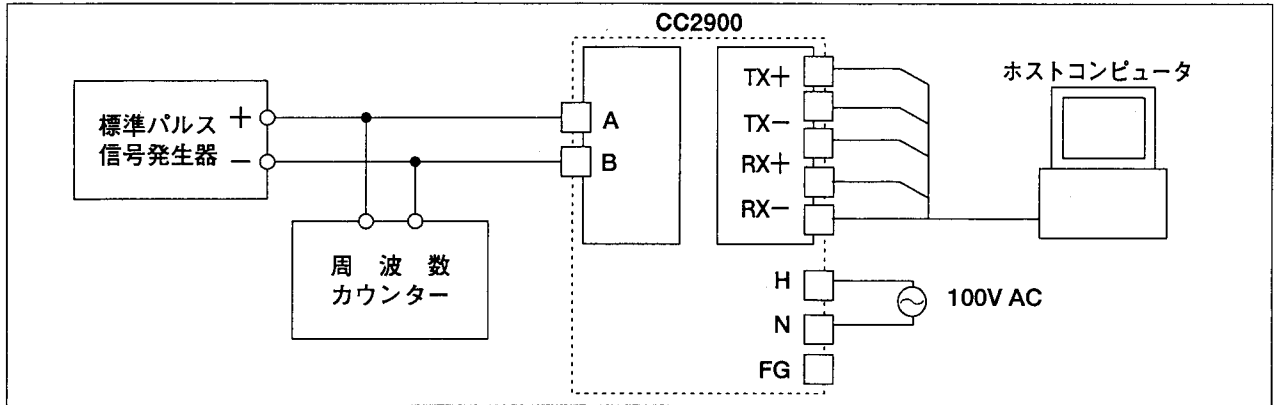 CC2900
標準パルス
信号発生器
+
−
A
B
周 波 数
カウンター
TX+
TX−
RX+
RX−
ホストコンピュータ
H
N
FG
100V AC